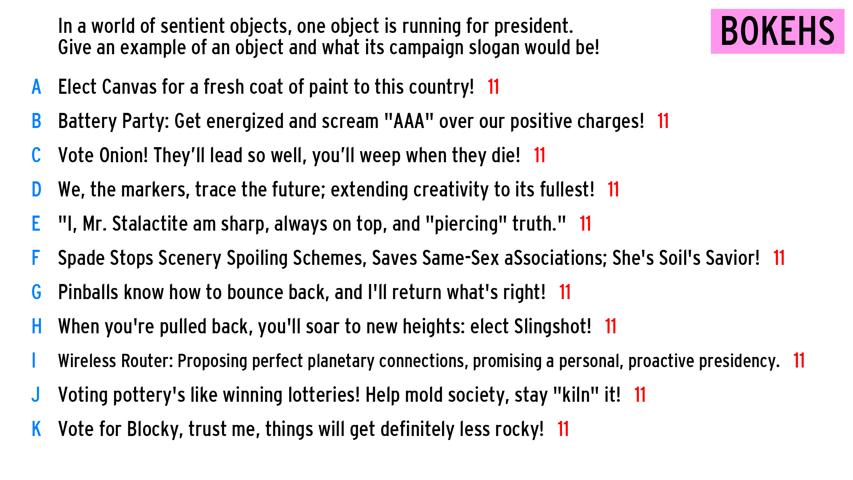 In a world of sentient objects, one object is running for president.
Give an example of an object and what its campaign slogan would be!
BOKEHS
A Elect Canvas for a fresh coat of paint to this country! 11
B Battery Party: Get energized and scream "AAA" over our positive charges! 11
C Vote Onion! They'll lead so well, you'll weep when they die! 11
D We, the markers, trace the future; extending creativity to its fullest! 11
E "I, Mr. Stalactite am sharp, always on top, and "piercing" truth." 11
F Spade Stops Scenery Spoiling Schemes, Saves Same-Sex aSsociations; She's Soil's Savior! 11
G Pinballs know how to bounce back, and I'll return what's right! 11
H When you're pulled back, you'll soar to new heights: elect Slingshot! 11
I Wireless Router: Proposing perfect planetary connections, promising a personal, proactive presidency. 11
J Voting pottery's like winning lotteries! Help mold society, stay "kiln" it! 11
K Vote for Blocky, trust me, things will get definitely less rocky! 11